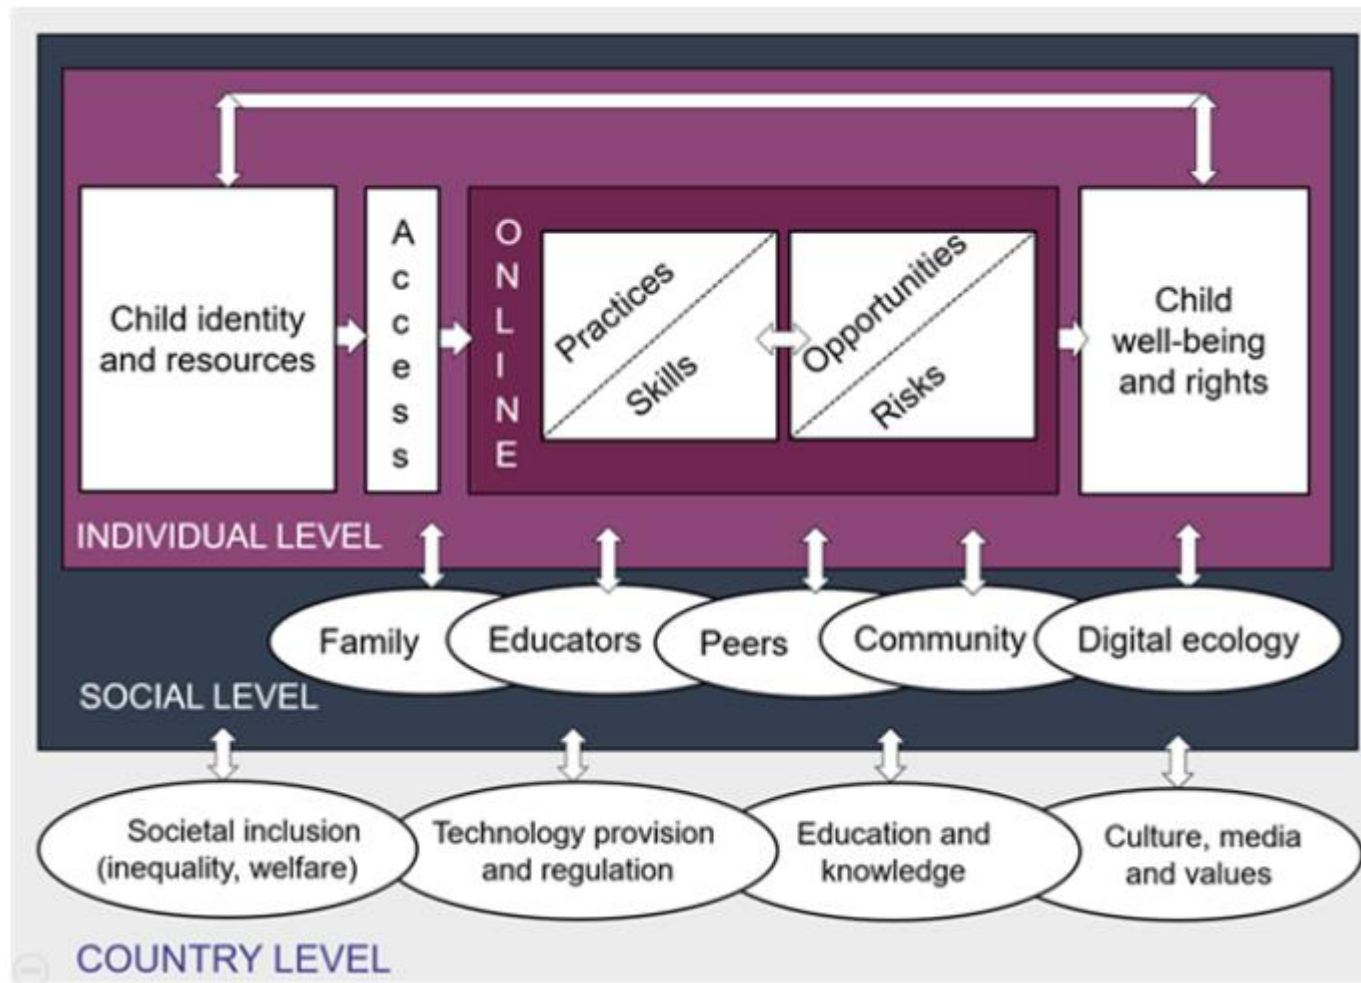 Child identity
and resources
Access
ONLINE
Practices
Skills
Opportunities
Risks
Child
well-being
and rights
INDIVIDUAL LEVEL
Family
Educators
Peers
Community
Digital ecology
SOCIAL LEVEL
Societal inclusion
(inequality, welfare)
Technology provision
and regulation
Education and
knowledge
Culture, media
and values
COUNTRY LEVEL